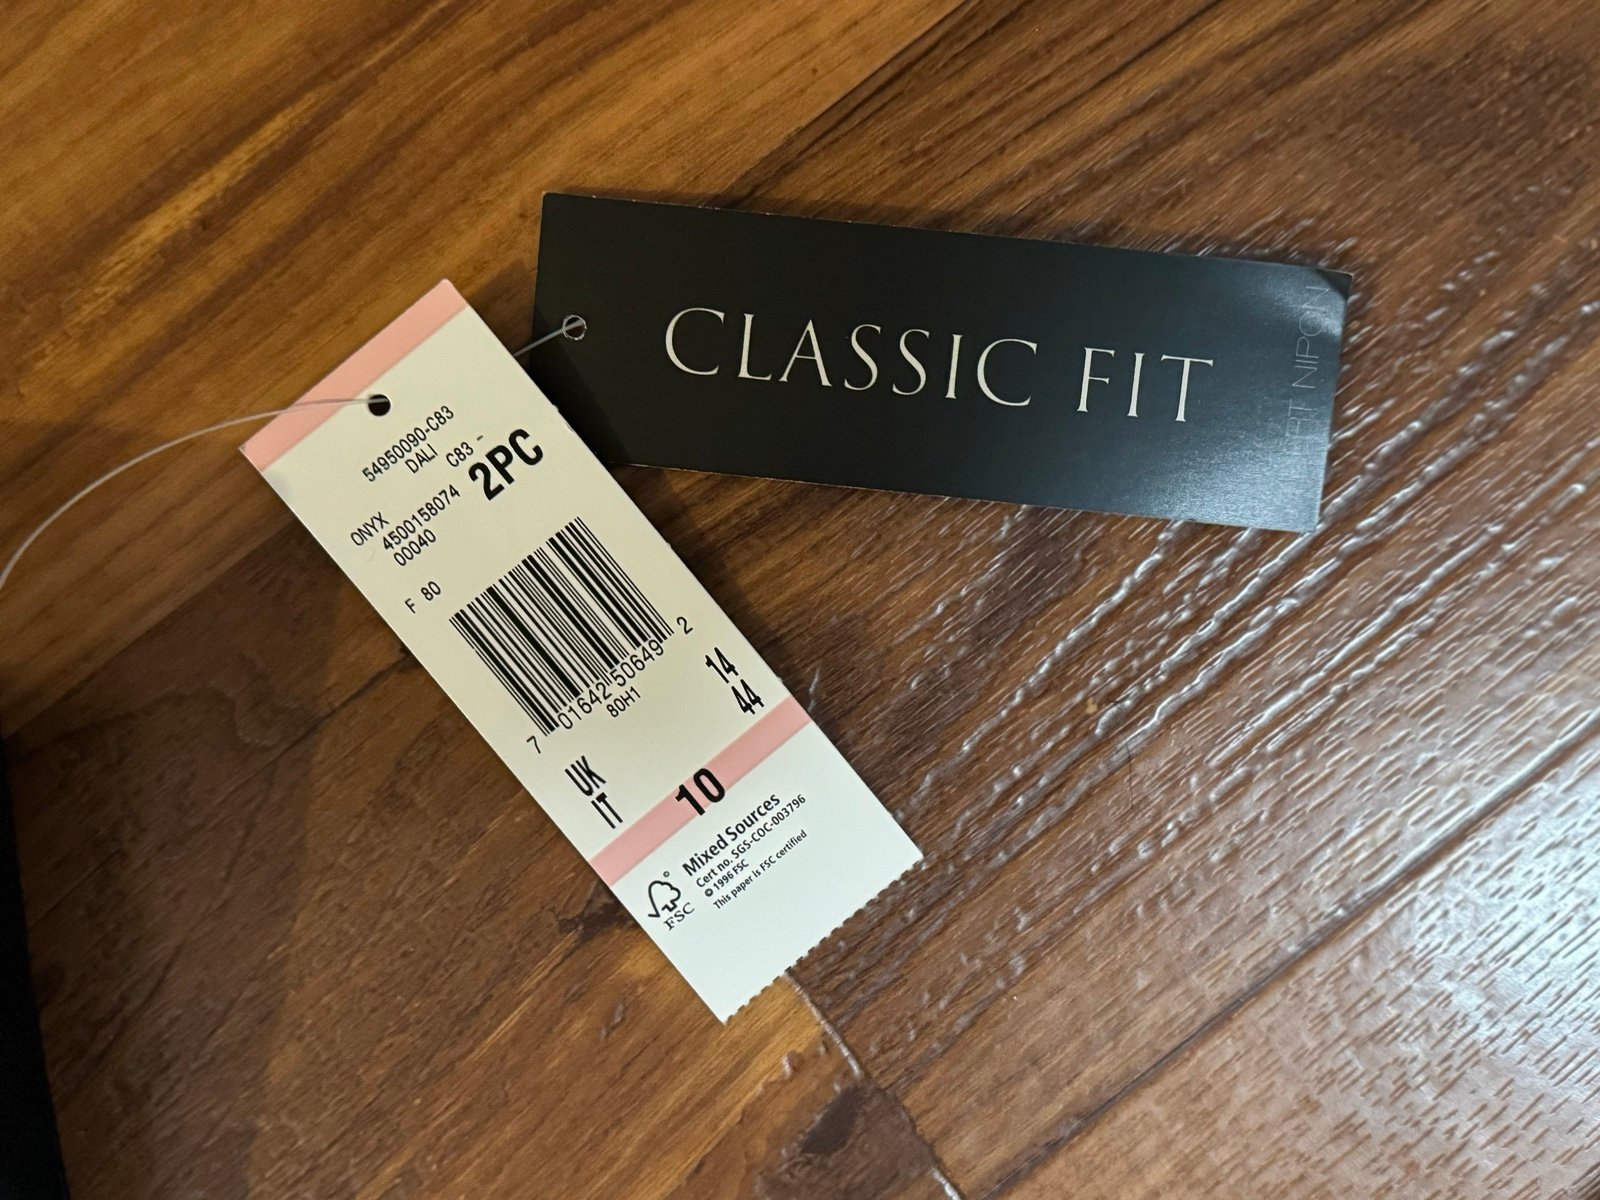 54950090-C83
DALI C83 -
2PC
ONYX
4500158074
00040
F 80
7 01642 50649 2
80H1
UK 14
IT 44
10
Mixed Sources
Cert no. SGS-COC-003796
© 1996 FSC
This paper is FSC certified
FSC
CLASSIC FIT
NIPON